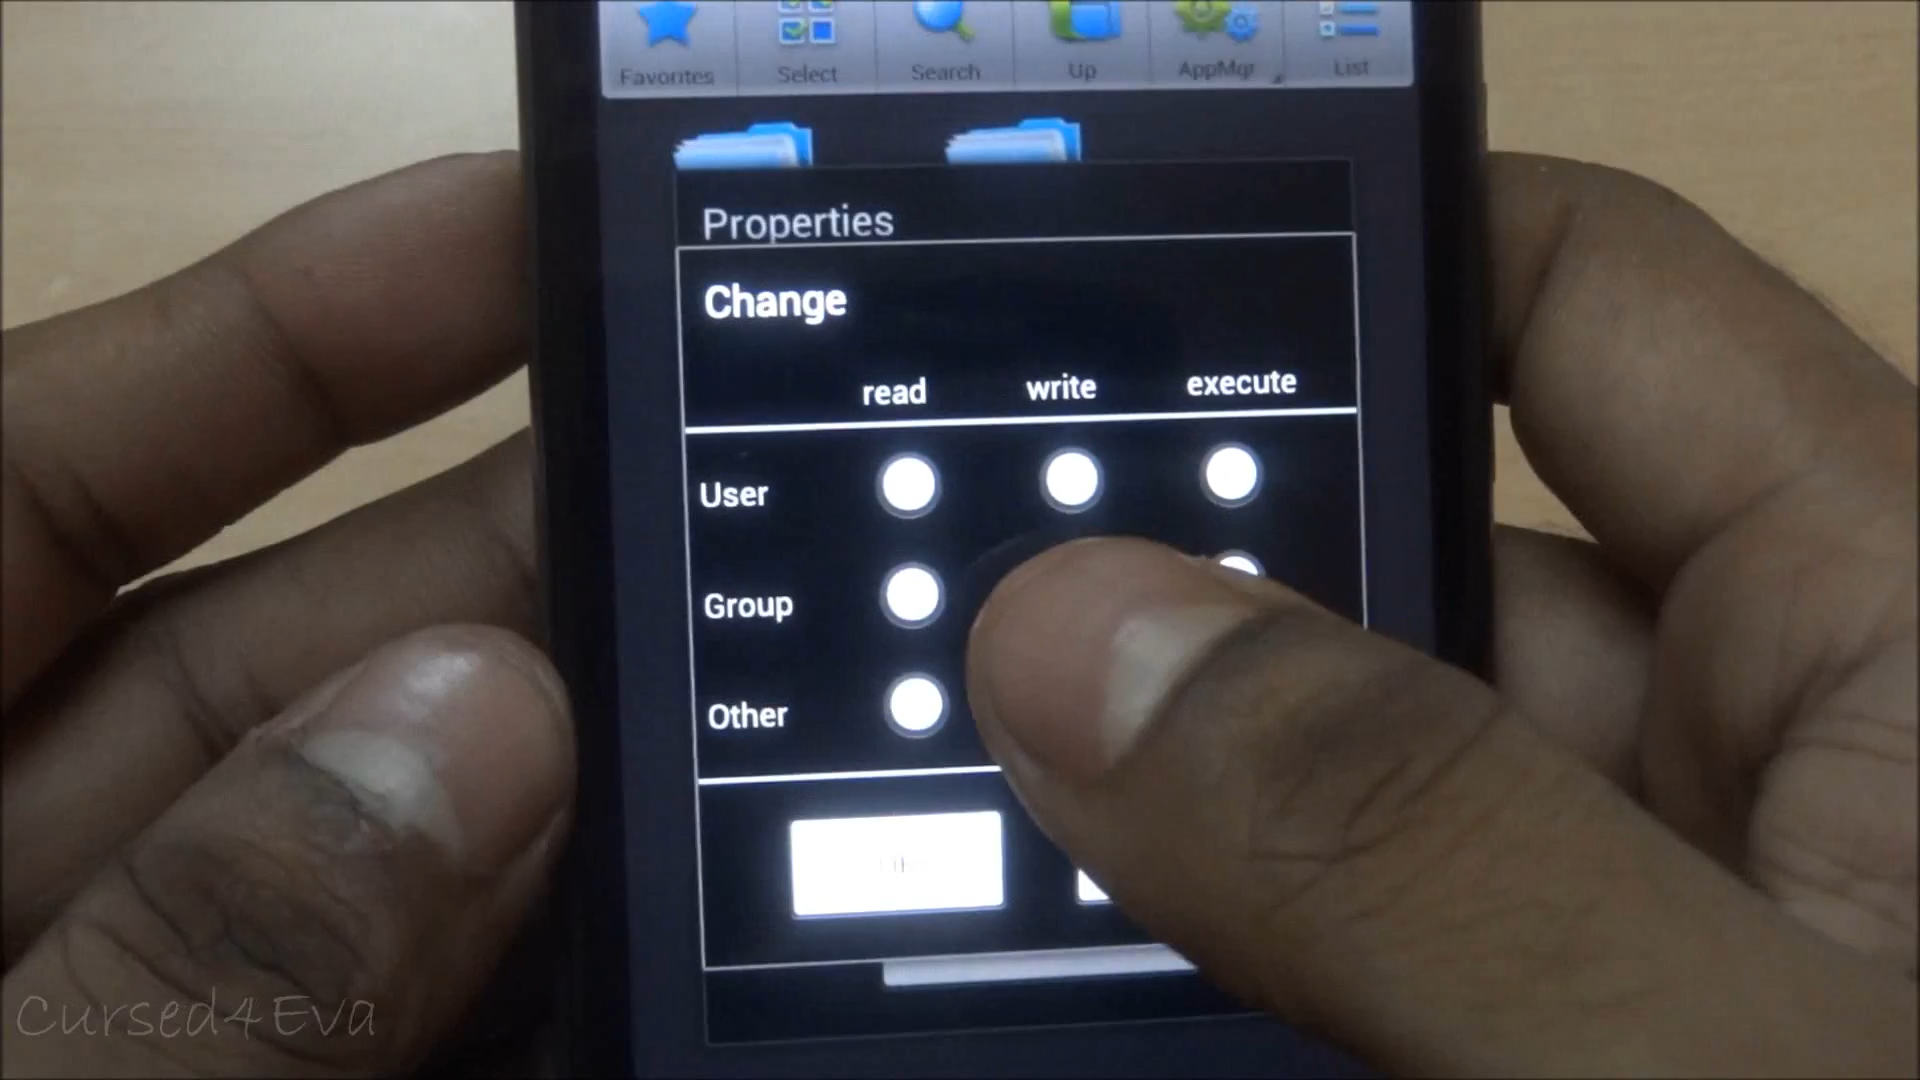 Favorites Select Search Up AppMgr List
Properties
Change
read write execute
User
Group
Other
Cursed4Eva